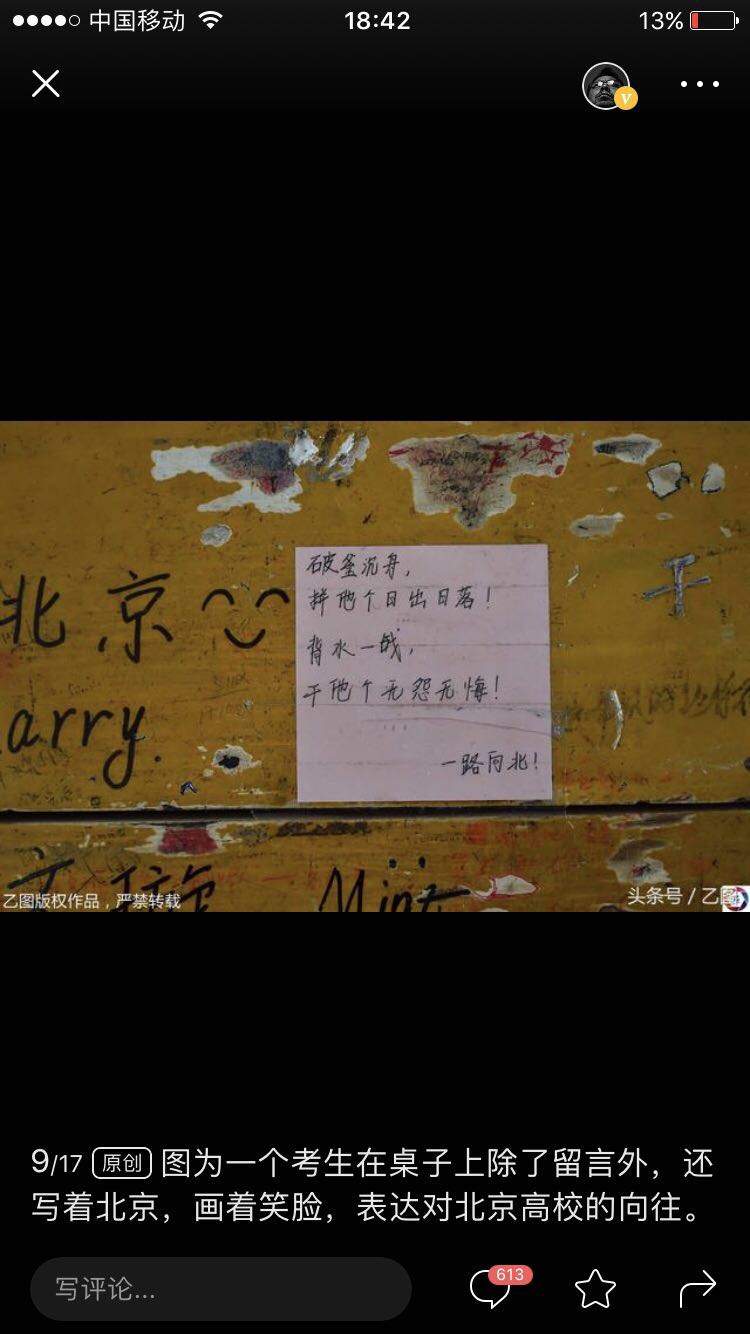 中国移动
18:42
13%
v
破釜沉舟，
拼他个日出日落！
背水一战，
干他个无怨无悔！
一路向北！
北京
arry.
干
Mint
乙图版权作品，严禁转载
头条号 / 乙图
9/17 原创 图为一个考生在桌子上除了留言外，还
写着北京，画着笑脸，表达对北京高校的向往。
写评论...
613